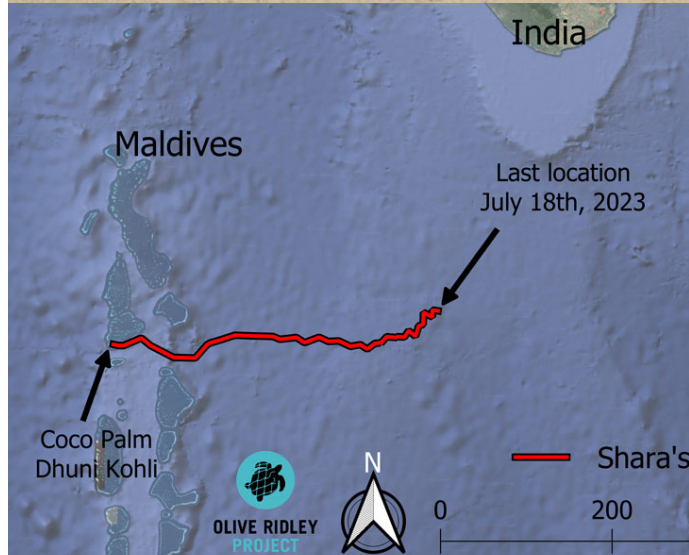 India
Maldives
Last location
July 18th, 2023
Coco Palm
Dhuni Kohli
Shara's
N
OLIVE RIDLEY
PROJECT
0
200